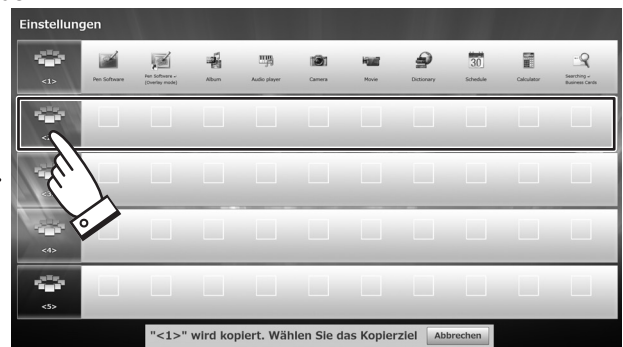 Einstellungen
<1>
Pen Software
Pen Software -
(Overlay mode)
Album
Audio player
Camera
Movie
Dictionary
30
Schedule
Calculator
Searching -
Business Cards
<4>
<5>
"<1>" wird kopiert. Wählen Sie das Kopierziel
Abbrechen